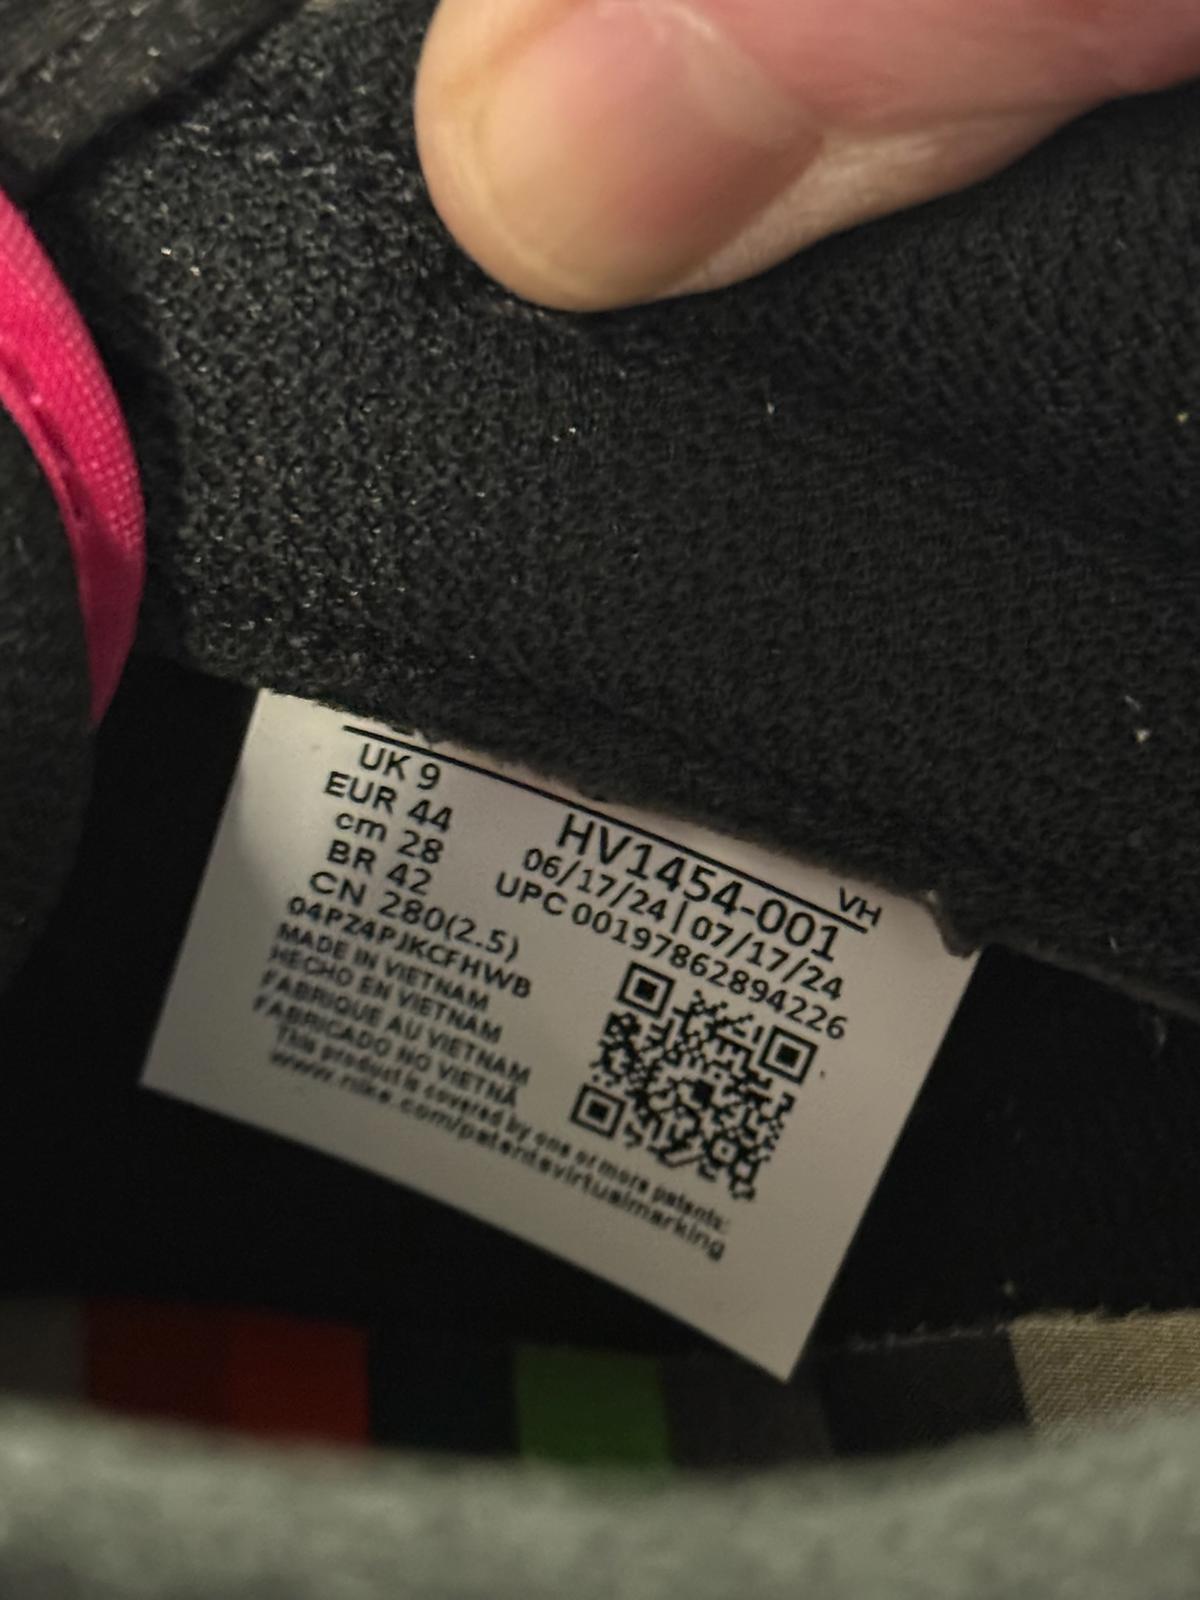 UK 9
EUR 44
cm 28
BR 42
CN 280(2.5)
04PZ4PJKCFHWB
MADE IN VIETNAM
HECHO EN VIETNAM
FABRIQUE AU VIETNAM
FABRICADO NO VIETNÃ
This product is covered by one or more patents:
www.nike.com/patentsvirtualmarking
VH
HV1454-001
06/17/24 | 07/17/24
UPC 00197862894226